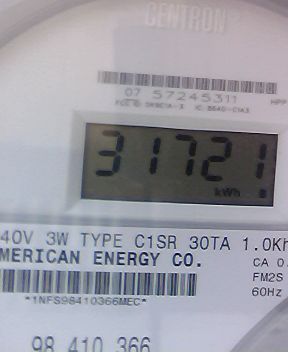 CENTRON®
07 57245311
HPP
31721
kWh
40V 3W TYPE C1SR 30TA 1.0Kh
MERICAN ENERGY CO.
CA 0.
FM2S
*1NFS98410366MEC*
60Hz
98 410 366